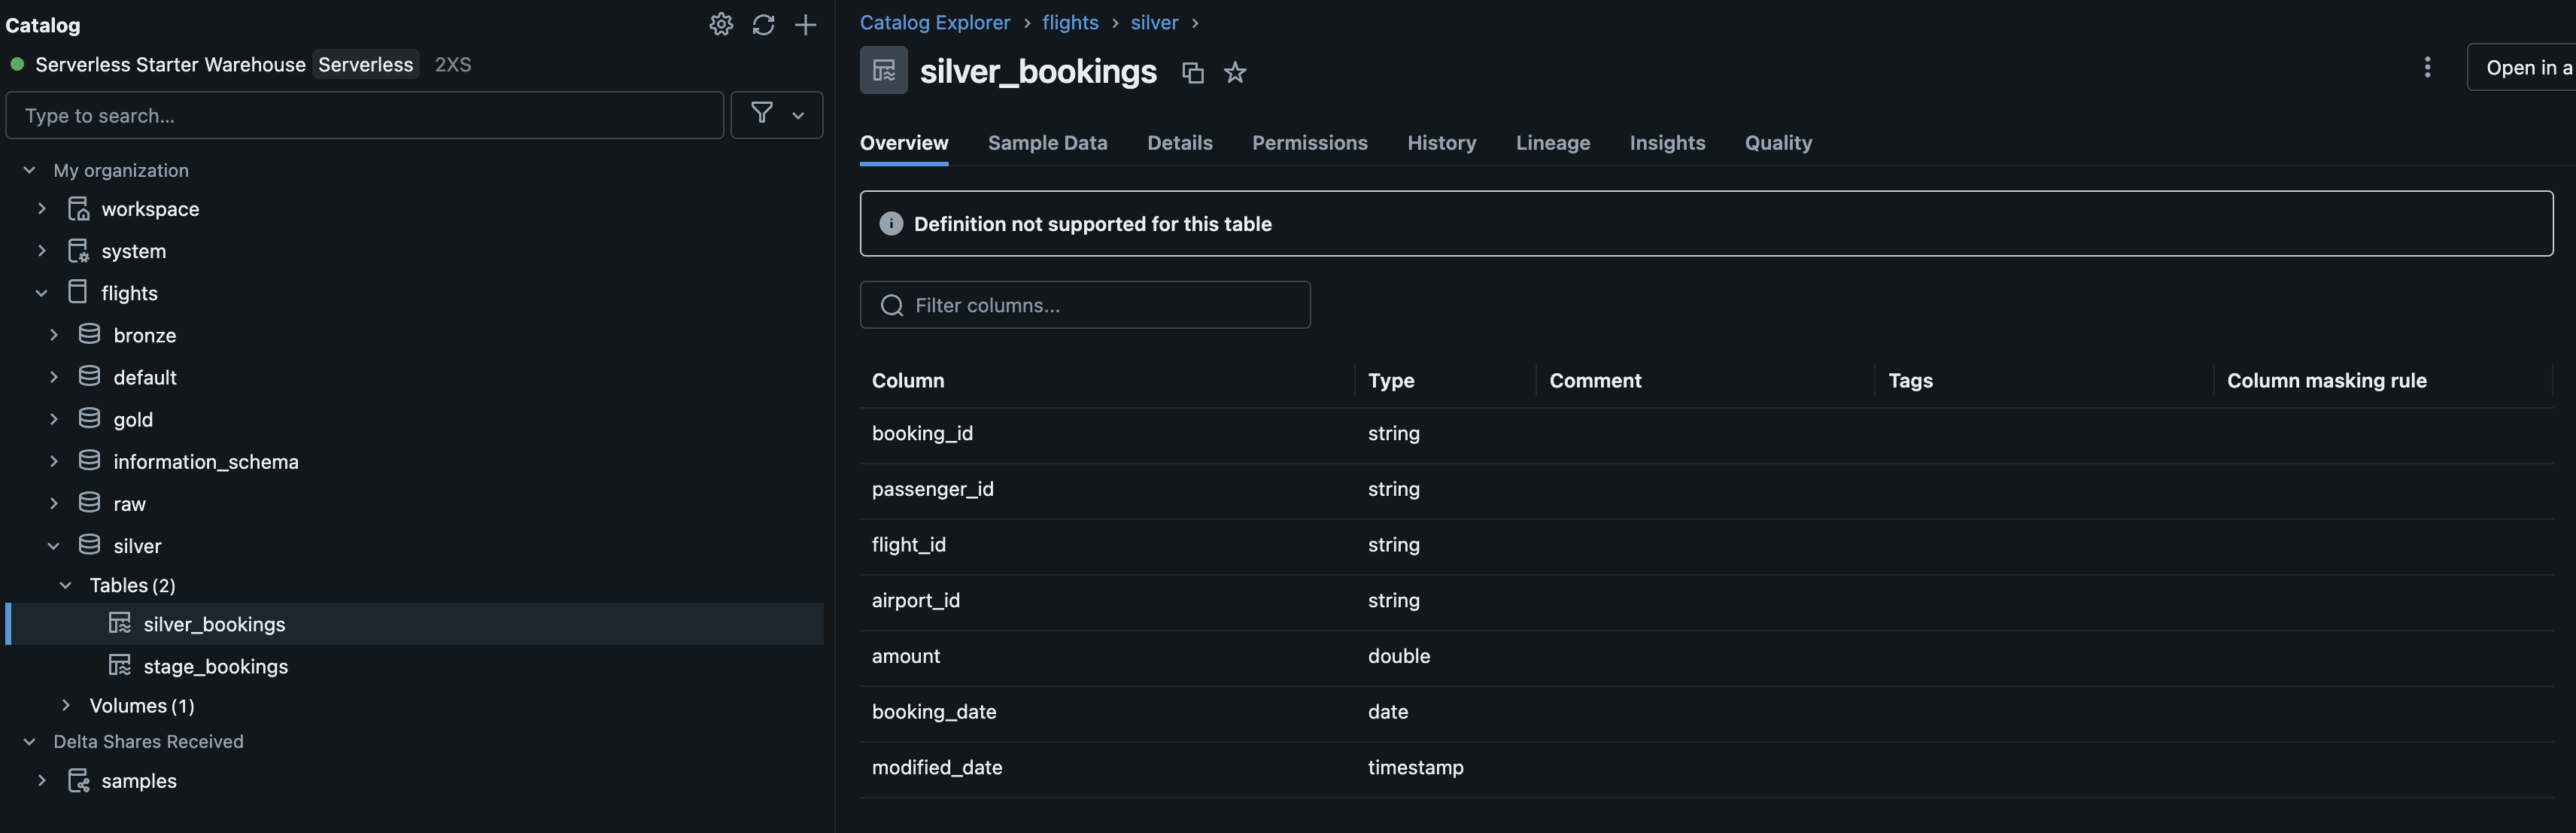 Catalog
Serverless Starter Warehouse Serverless 2XS
Type to search...
My organization
workspace
system
flights
bronze
default
gold
information_schema
raw
silver
Tables (2)
silver_bookings
stage_bookings
Volumes (1)
Delta Shares Received
samples
Catalog Explorer > flights > silver >
silver_bookings
Open in a
Overview Sample Data Details Permissions History Lineage Insights Quality
Definition not supported for this table
Filter columns...
Column Type Comment Tags Column masking rule
booking_id string
passenger_id string
flight_id string
airport_id string
amount double
booking_date date
modified_date timestamp